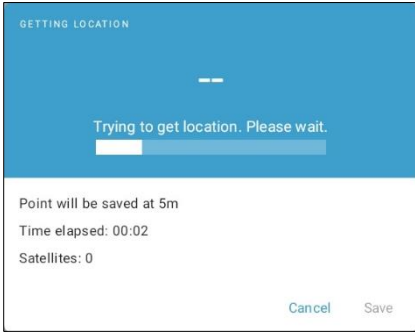 GETTING LOCATION
--
Trying to get location. Please wait.
Point will be saved at 5m
Time elapsed: 00:02
Satellites: 0
Cancel Save